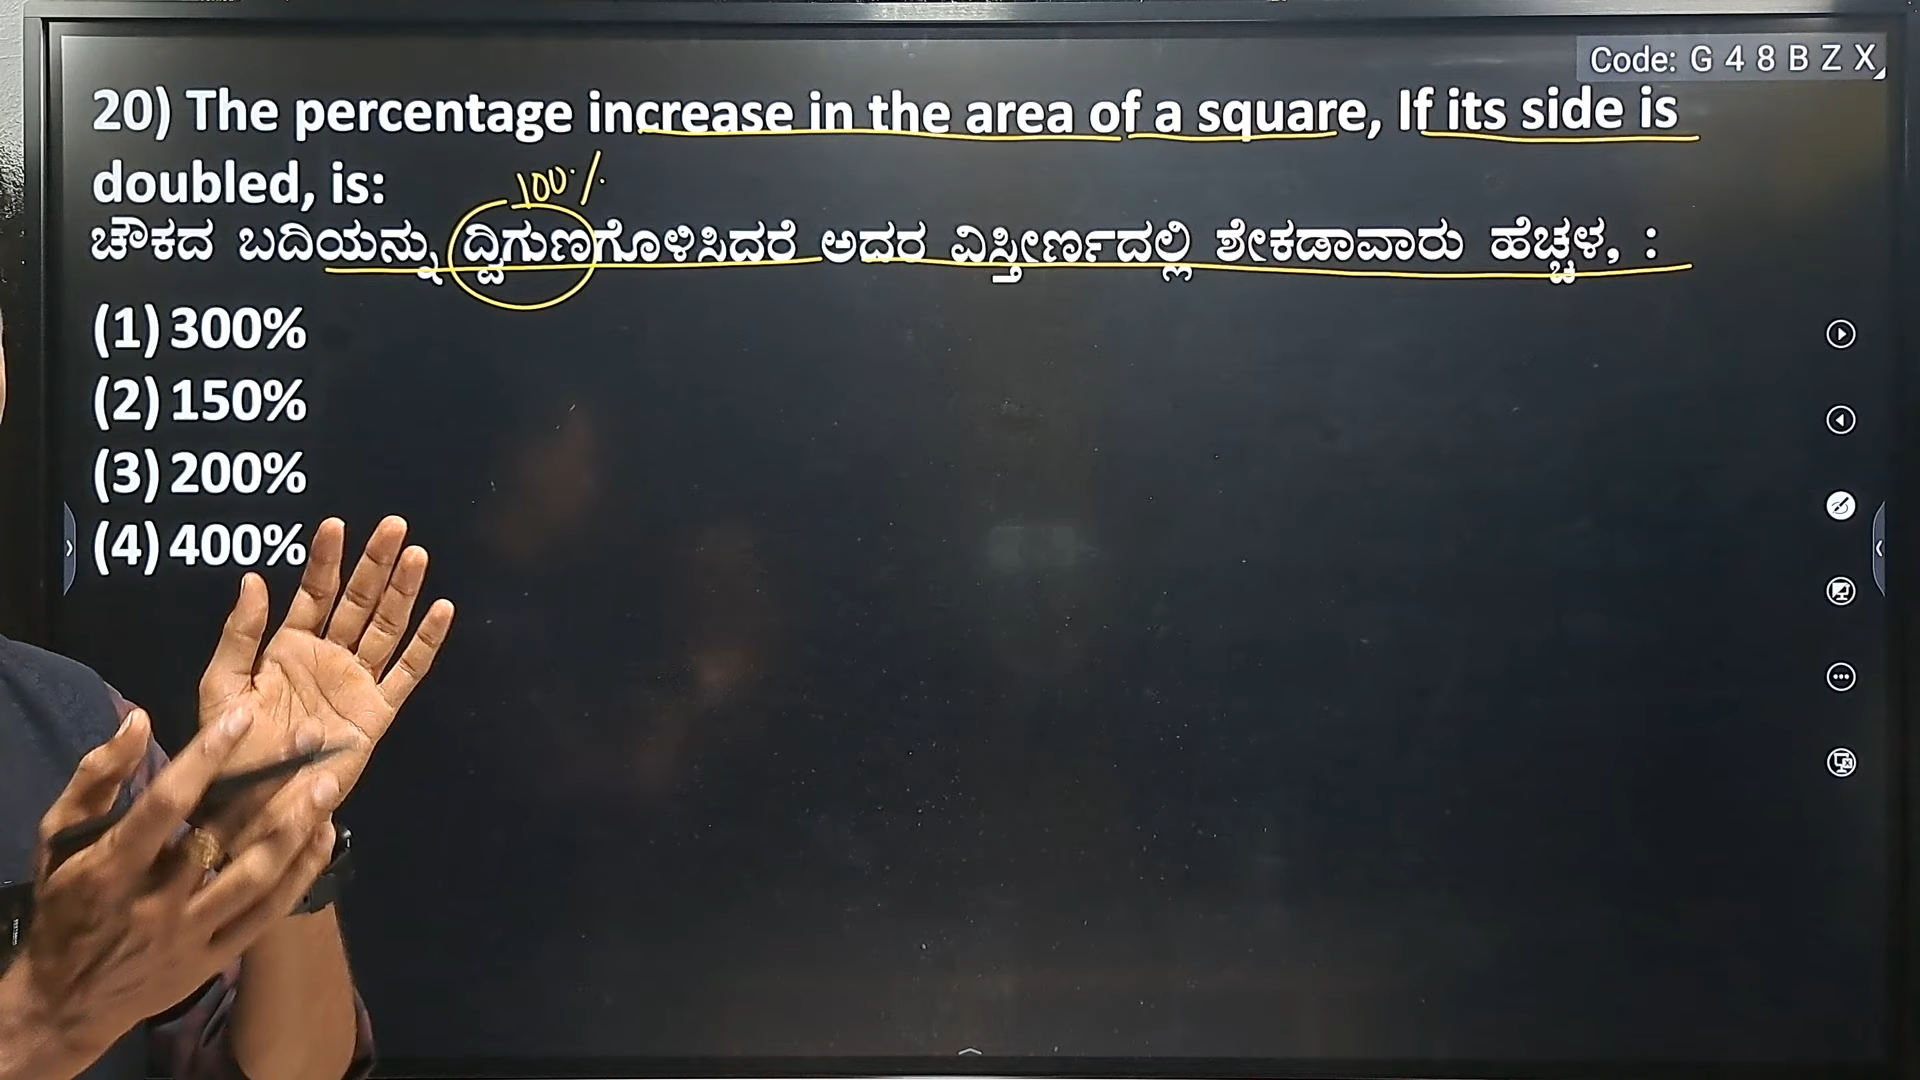 Code: G 4 8 B Z X
20) The percentage increase in the area of a square, If its side is
doubled, is:
100%
ಚೌಕದ ಬದಿಯನ್ನು ದ್ವಿಗುಣಗೊಳಿಸಿದರೆ ಅದರ ವಿಸ್ತೀರ್ಣದಲ್ಲಿ ಶೇಕಡಾವಾರು ಹೆಚ್ಚಳ, :
(1) 300%
(2) 150%
(3) 200%
(4) 400%